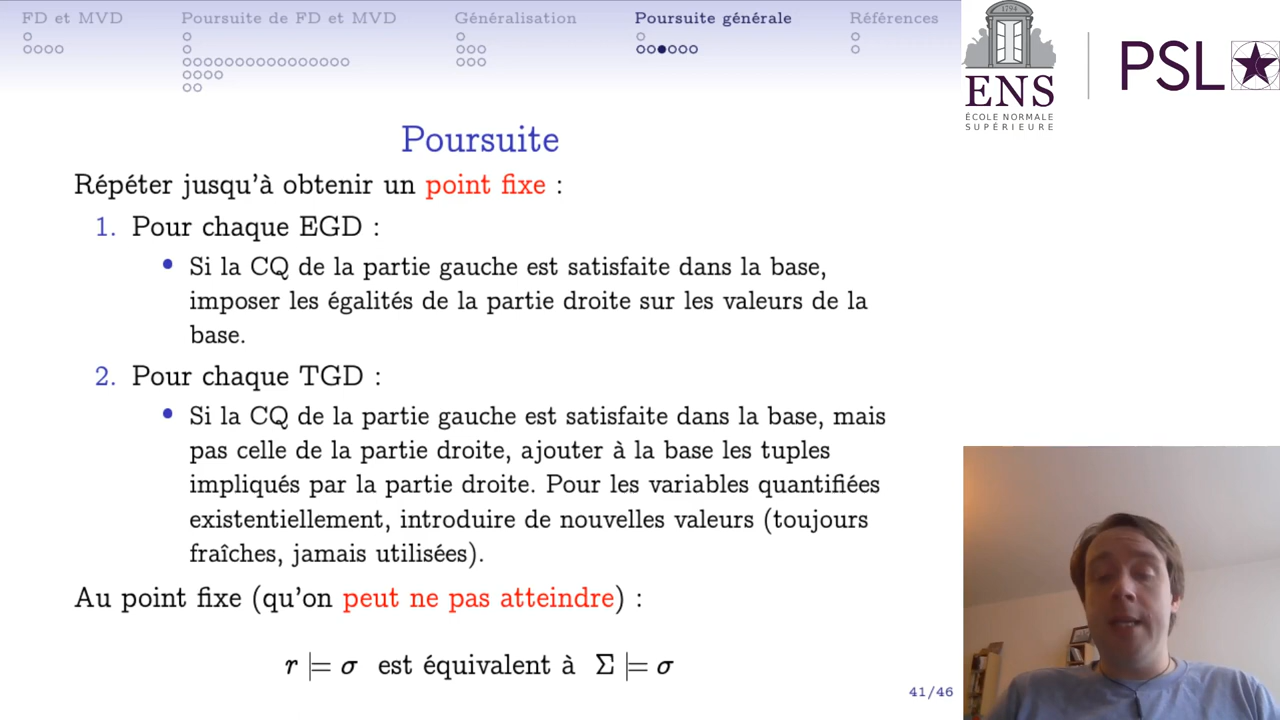 FD et MVD
Poursuite de FD et MVD
Généralisation
Poursuite générale
Références
1794
ENS
ÉCOLE NORMALE
SUPÉRIEURE
PSL
Poursuite
Répéter jusqu'à obtenir un point fixe :
1. Pour chaque EGD :
• Si la CQ de la partie gauche est satisfaite dans la base,
imposer les égalités de la partie droite sur les valeurs de la
base.
2. Pour chaque TGD :
• Si la CQ de la partie gauche est satisfaite dans la base, mais
pas celle de la partie droite, ajouter à la base les tuples
impliqués par la partie droite. Pour les variables quantifiées
existentiellement, introduire de nouvelles valeurs (toujours
fraîches, jamais utilisées).
Au point fixe (qu'on peut ne pas atteindre) :
r ⊨ σ est équivalent à Σ ⊨ σ
41/46